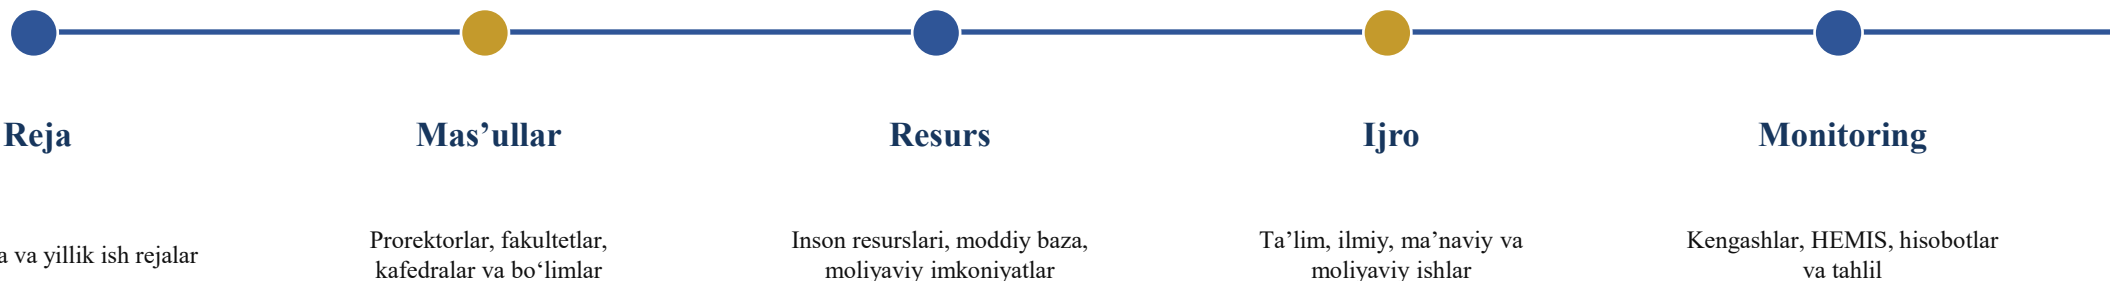 Reja
Mas’ullar
Resurs
Ijro
Monitoring
va yillik ish rejalar
Prorektorlar, fakultetlar,
kafedralar va bo‘limlar
Inson resurslari, moddiy baza,
moliyaviy imkoniyatlar
Ta’lim, ilmiy, ma’naviy va
moliyaviy ishlar
Kengashlar, HEMIS, hisobotlar
va tahlil